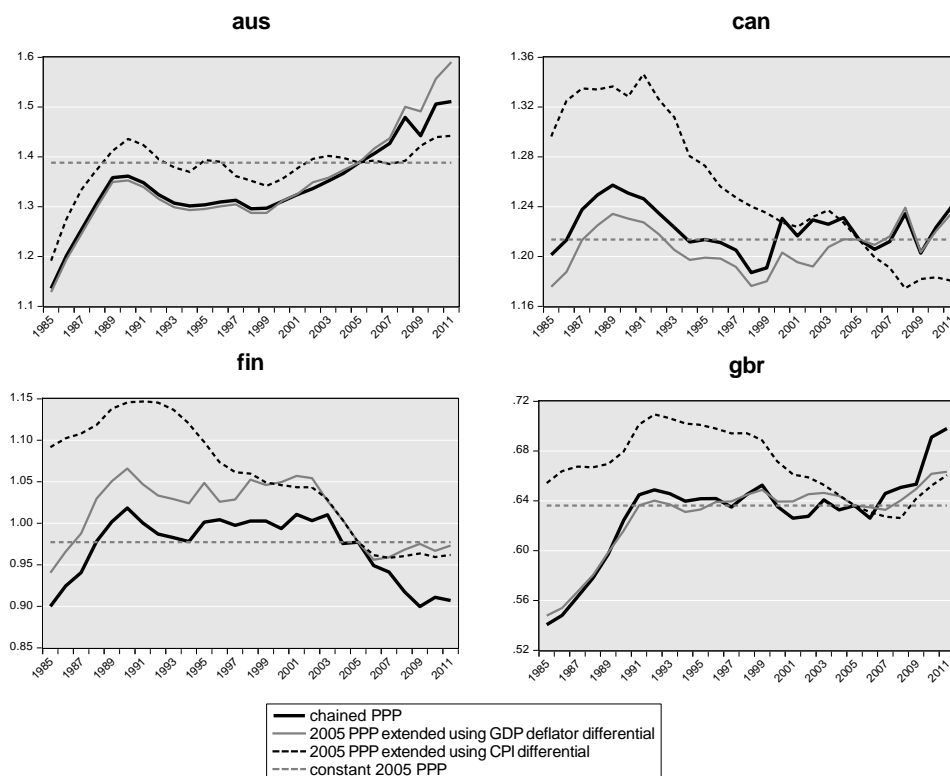 aus
1.6
1.5
1.4
1.3
1.2
1.1
1985 1987 1989 1991 1993 1995 1997 1999 2001 2003 2005 2007 2009 2011
can
1.36
1.32
1.28
1.24
1.20
1.16
1985 1987 1989 1991 1993 1995 1997 1999 2001 2003 2005 2007 2009 2011
fin
1.15
1.10
1.05
1.00
0.95
0.90
0.85
1985 1987 1989 1991 1993 1995 1997 1999 2001 2003 2005 2007 2009 2011
gbr
.72
.68
.64
.60
.56
.52
1985 1987 1989 1991 1993 1995 1997 1999 2001 2003 2005 2007 2009 2011
chained PPP
2005 PPP extended using GDP deflator differential
2005 PPP extended using CPI differential
constant 2005 PPP